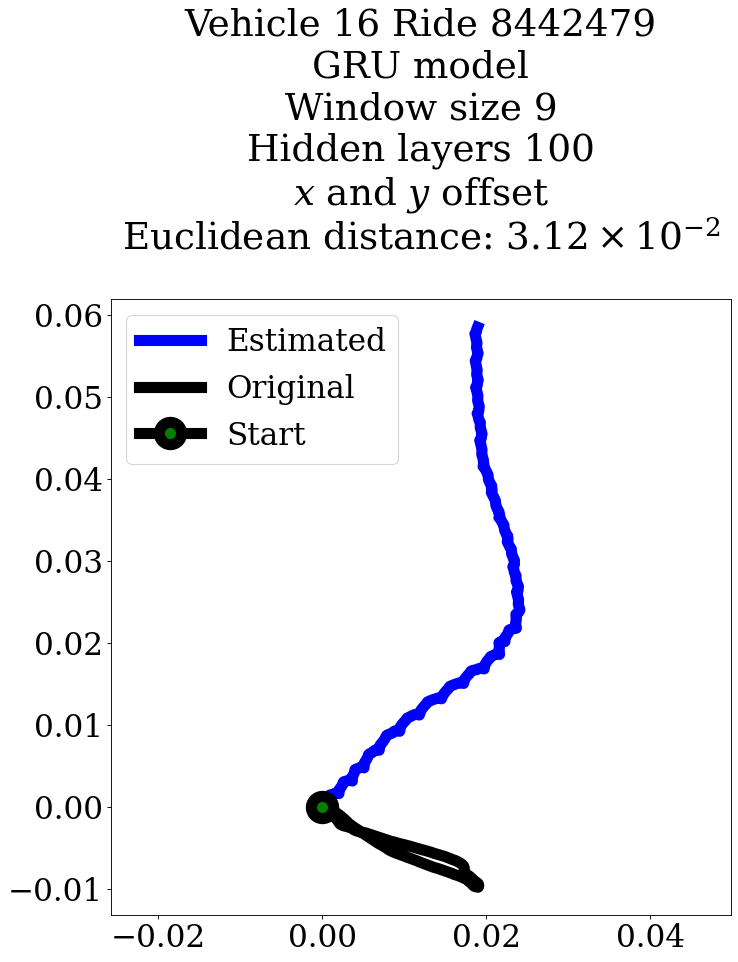 Vehicle 16 Ride 8442479
GRU model
Window size 9
Hidden layers 100
x and y offset
Euclidean distance: 3.12 × 10⁻²
Estimated
Original
Start
0.06
0.05
0.04
0.03
0.02
0.01
0.00
−0.01
−0.02
0.00
0.02
0.04